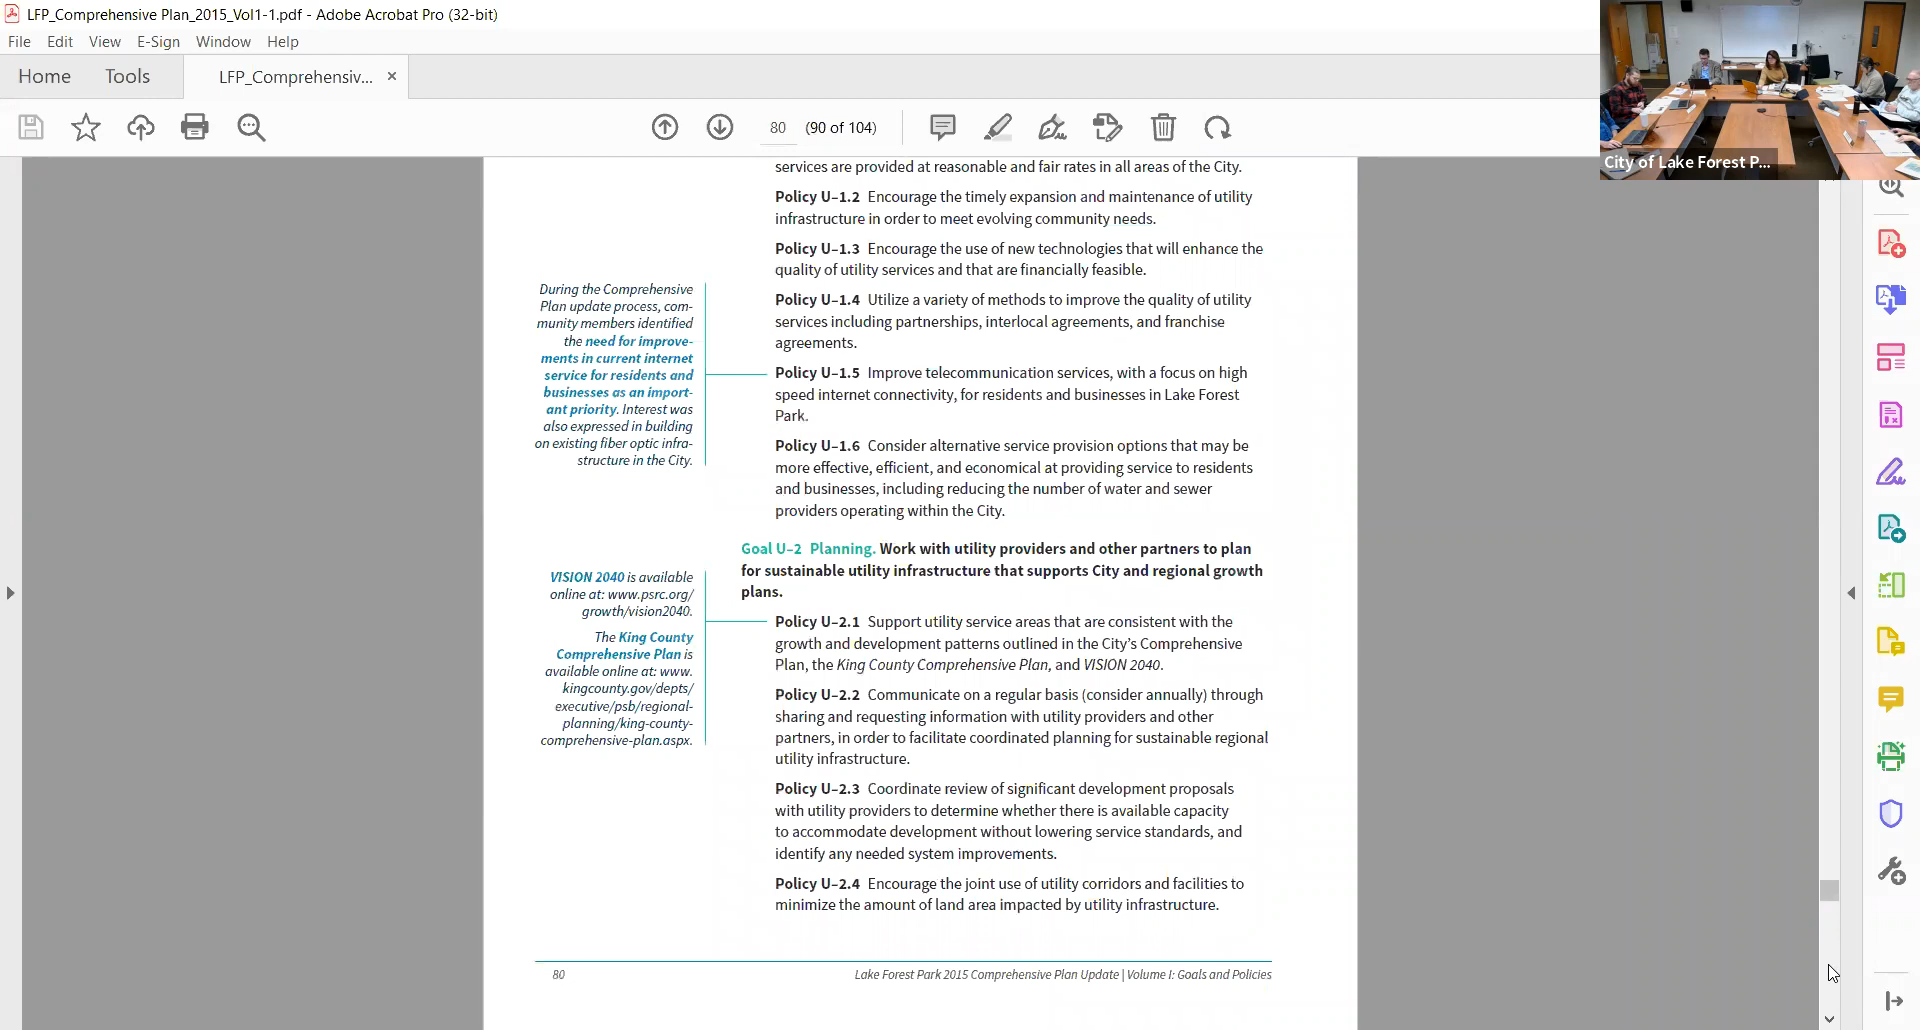 LFP_Comprehensive Plan_2015_Vol1-1.pdf - Adobe Acrobat Pro (32-bit)
File Edit View E-Sign Window Help
Home Tools LFP_Comprehensiv... ×
80 (90 of 104)
City of Lake Forest P...
services are provided at reasonable and fair rates in all areas of the City.
Policy U–1.2 Encourage the timely expansion and maintenance of utility
infrastructure in order to meet evolving community needs.
Policy U–1.3 Encourage the use of new technologies that will enhance the
quality of utility services and that are financially feasible.
Policy U–1.4 Utilize a variety of methods to improve the quality of utility
services including partnerships, interlocal agreements, and franchise
agreements.
During the Comprehensive
Plan update process, com-
munity members identified
the need for improve-
ments in current internet
service for residents and
businesses as an import-
ant priority. Interest was
also expressed in building
on existing fiber optic infra-
structure in the City.
Policy U–1.5 Improve telecommunication services, with a focus on high
speed internet connectivity, for residents and businesses in Lake Forest
Park.
Policy U–1.6 Consider alternative service provision options that may be
more effective, efficient, and economical at providing service to residents
and businesses, including reducing the number of water and sewer
providers operating within the City.
Goal U–2 Planning. Work with utility providers and other partners to plan
for sustainable utility infrastructure that supports City and regional growth
plans.
VISION 2040 is available
online at: www.psrc.org/
growth/vision2040.
The King County
Comprehensive Plan is
available online at: www.
kingcounty.gov/depts/
executive/psb/regional-
planning/king-county-
comprehensive-plan.aspx.
Policy U–2.1 Support utility service areas that are consistent with the
growth and development patterns outlined in the City's Comprehensive
Plan, the King County Comprehensive Plan, and VISION 2040.
Policy U–2.2 Communicate on a regular basis (consider annually) through
sharing and requesting information with utility providers and other
partners, in order to facilitate coordinated planning for sustainable regional
utility infrastructure.
Policy U–2.3 Coordinate review of significant development proposals
with utility providers to determine whether there is available capacity
to accommodate development without lowering service standards, and
identify any needed system improvements.
Policy U–2.4 Encourage the joint use of utility corridors and facilities to
minimize the amount of land area impacted by utility infrastructure.
80 Lake Forest Park 2015 Comprehensive Plan Update | Volume I: Goals and Policies